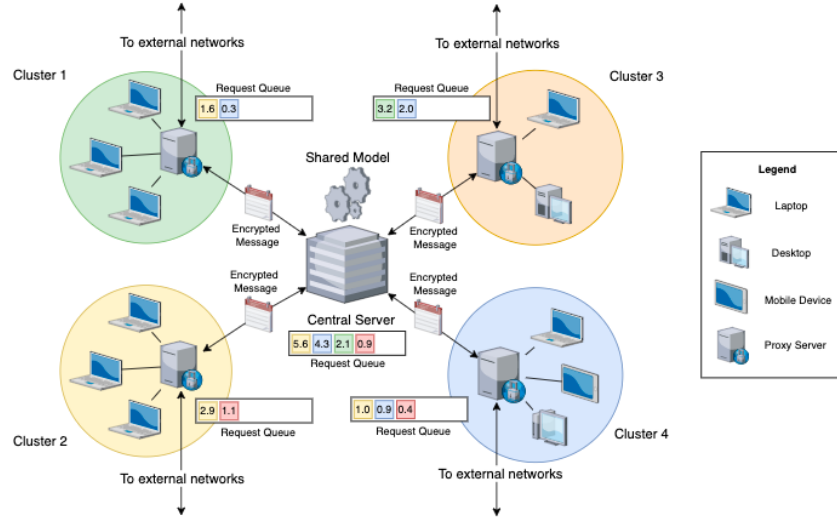 To external networks
To external networks
Cluster 1
Cluster 3
Request Queue
1.6 0.3
Request Queue
3.2 2.0
Shared Model
Encrypted
Message
Encrypted
Message
Encrypted
Message
Encrypted
Message
Central Server
5.6 4.3 2.1 0.9
Request Queue
2.9 1.1
Request Queue
1.0 0.9 0.4
Request Queue
Cluster 2
Cluster 4
To external networks
To external networks
Legend
Laptop
Desktop
Mobile Device
Proxy Server